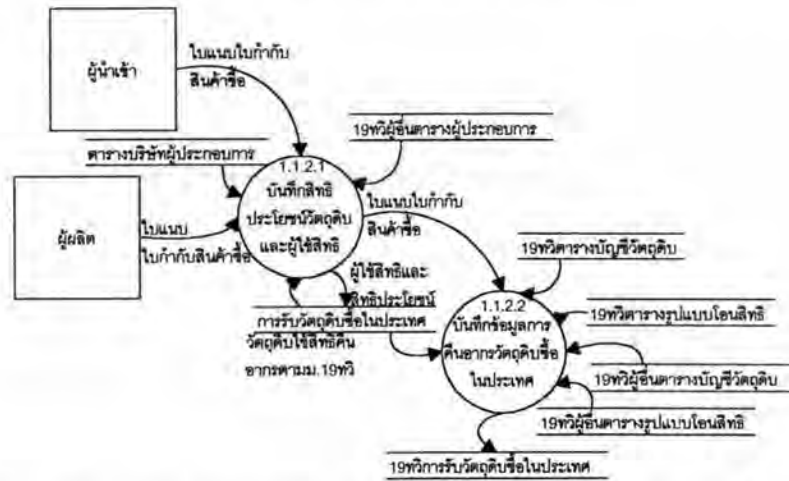 ใบแนบใบกำกับ
สินค้าซื้อ
ผู้นำเข้า
19ทวิผู้อื่นตารางผู้ประกอบการ
ตารางบริษัทผู้ประกอบการ
1.1.2.1
บันทึกสิทธิ
ประโยชน์วัตถุดิบ
และผู้ใช้สิทธิ
ใบแนบใบกำกับ
สินค้าซื้อ
ผู้ผลิต
ใบแนบ
ใบกำกับสินค้าซื้อ
19ทวิตารางบัญชีวัตถุดิบ
ผู้ใช้สิทธิและ
สิทธิประโยชน์
การรับวัตถุดิบซื้อในประเทศ
วัตถุดิบใช้สิทธิคืน
อากรตามม.19ทวิ
1.1.2.2
บันทึกข้อมูลการ
คืนอากรวัตถุดิบซื้อ
ในประเทศ
19ทวิตารางรูปแบบโอนสิทธิ
19ทวิผู้อื่นตารางบัญชีวัตถุดิบ
19ทวิผู้อื่นตารางรูปแบบโอนสิทธิ
19ทวิการรับวัตถุดิบซื้อในประเทศ